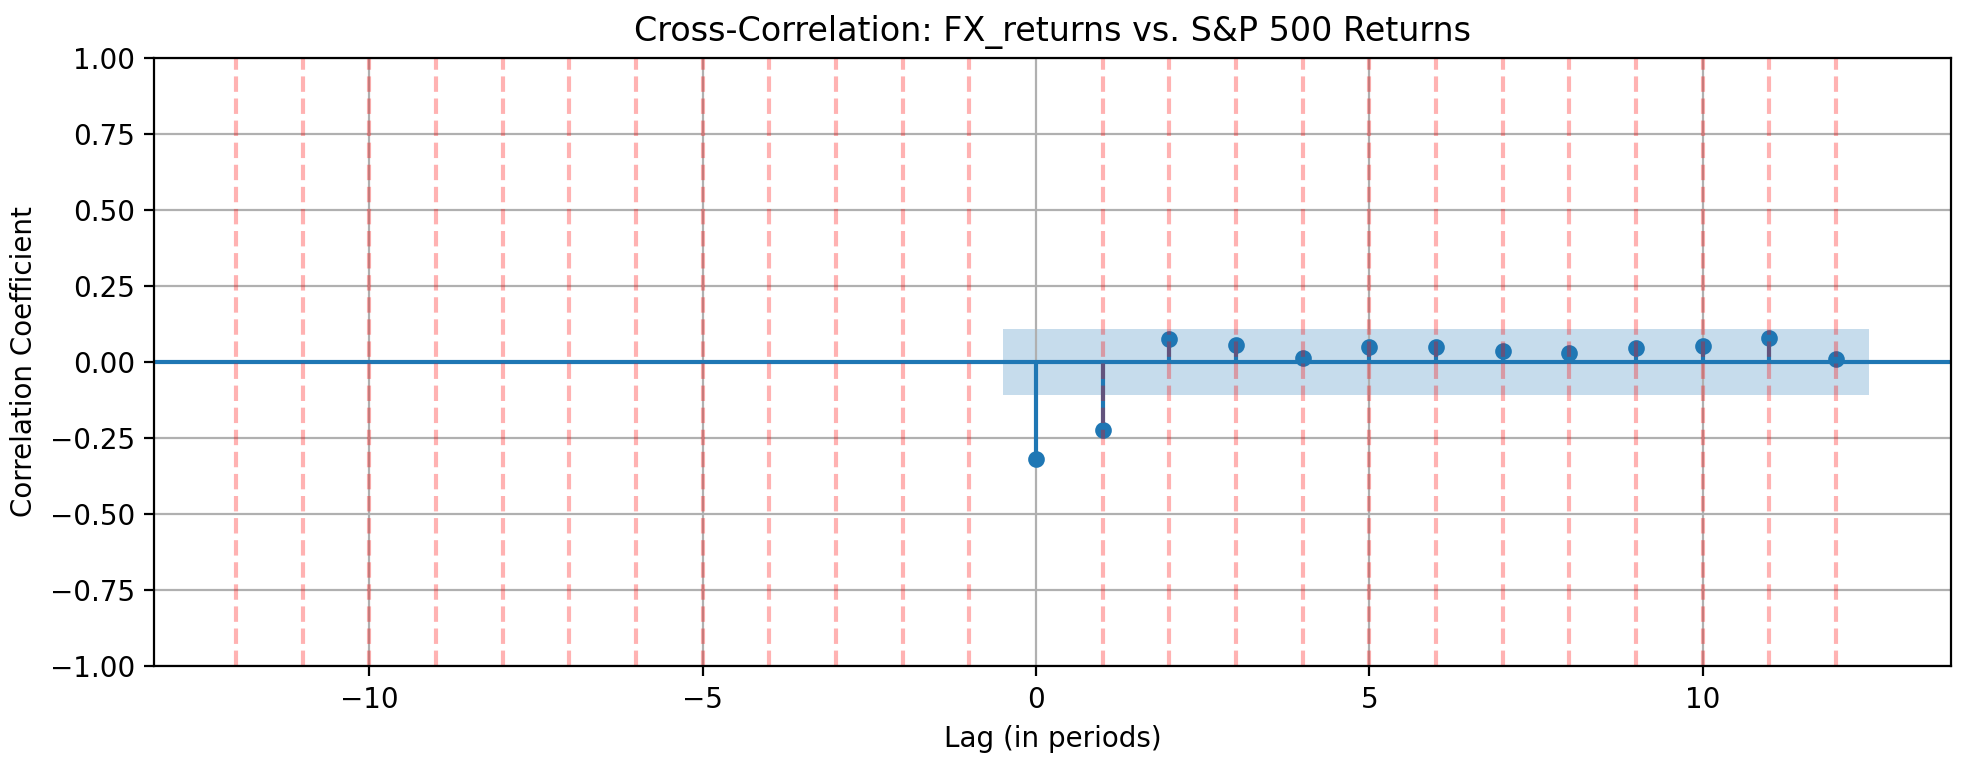 Cross-Correlation: FX_returns vs. S&P 500 Returns
Correlation Coefficient
1.00
0.75
0.50
0.25
0.00
−0.25
−0.50
−0.75
−1.00
−10 −5 0 5 10
Lag (in periods)